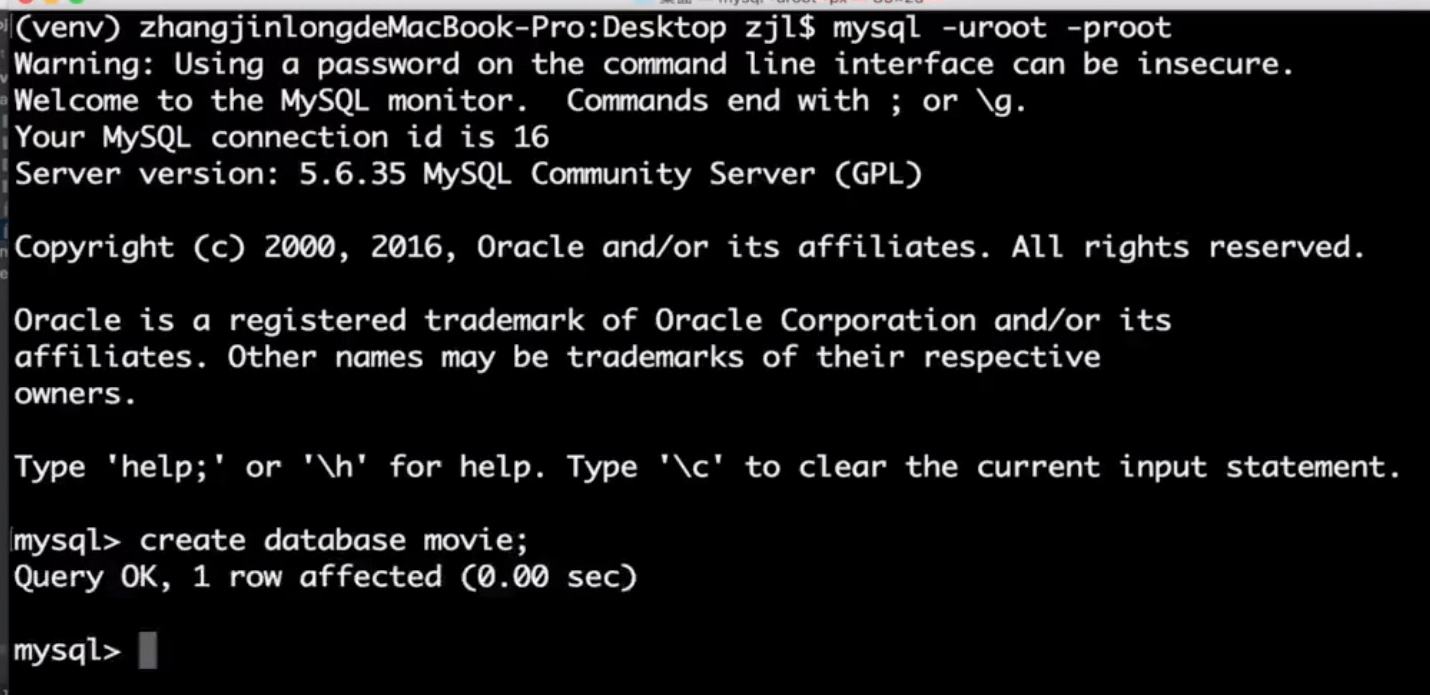 (venv) zhangjinlongdeMacBook-Pro:Desktop zjl$ mysql -uroot -proot
Warning: Using a password on the command line interface can be insecure.
Welcome to the MySQL monitor.  Commands end with ; or \g.
Your MySQL connection id is 16
Server version: 5.6.35 MySQL Community Server (GPL)

Copyright (c) 2000, 2016, Oracle and/or its affiliates. All rights reserved.

Oracle is a registered trademark of Oracle Corporation and/or its
affiliates. Other names may be trademarks of their respective
owners.

Type 'help;' or '\h' for help. Type '\c' to clear the current input statement.

mysql> create database movie;
Query OK, 1 row affected (0.00 sec)

mysql>